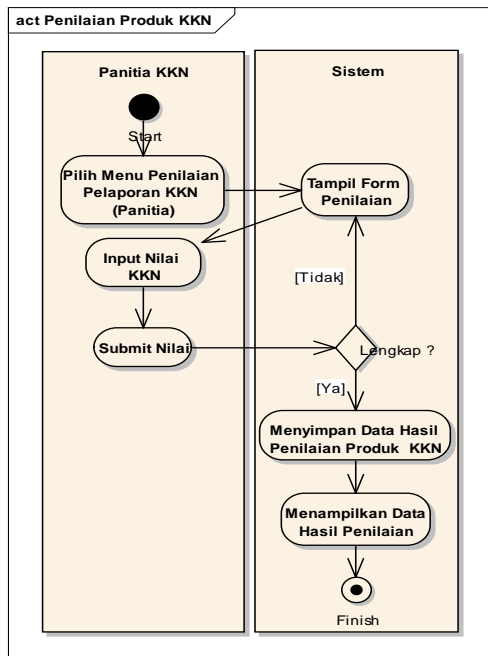 act Penilaian Produk KKN
Panitia KKN
Sistem
Start
Pilih Menu Penilaian
Pelaporan KKN
(Panitia)
Tampil Form
Penilaian
Input Nilai
KKN
[Tidak]
Submit Nilai
Lengkap ?
[Ya]
Menyimpan Data Hasil
Penilaian Produk KKN
Menampilkan Data
Hasil Penilaian
Finish